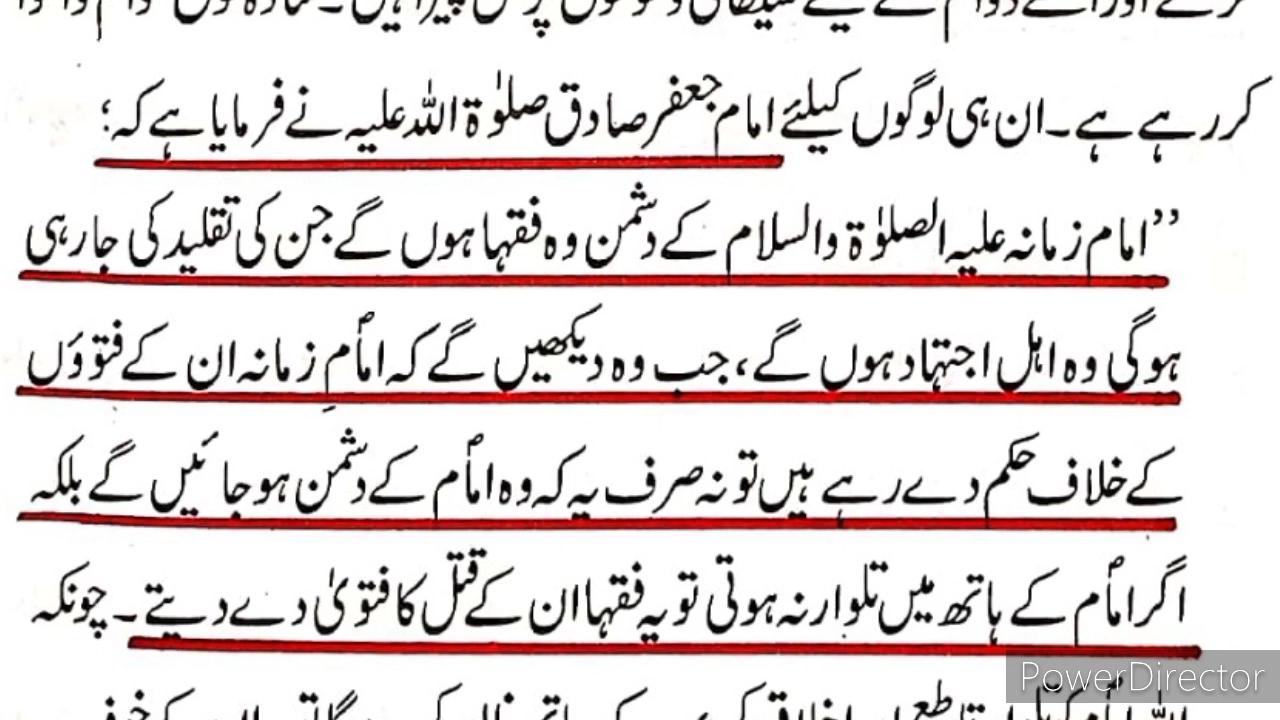 کر رہے ہے۔ ان ہی لوگوں کیلئے امام جعفر صادق صلوٰۃ اللہ علیہ نے فرمایا ہے کہ؛
”امام زمانہ علیہ الصلوٰۃ والسلام کے دشمن وہ فقہا ہوں گے جن کی تقلید کی جا رہی
ہوگی وہ اہل اجتہاد ہوں گے، جب وہ دیکھیں گے کہ امامؑ زمانہ ان کے فتوؤں
کے خلاف حکم دے رہے ہیں تو نہ صرف یہ کہ وہ امامؑ کے دشمن ہو جائیں گے بلکہ
اگر امامؑ کے ہاتھ میں تلوار نہ ہوتی تو یہ فقہا ان کے قتل کا فتویٰ دے دیتے۔ چونکہ
PowerDirector